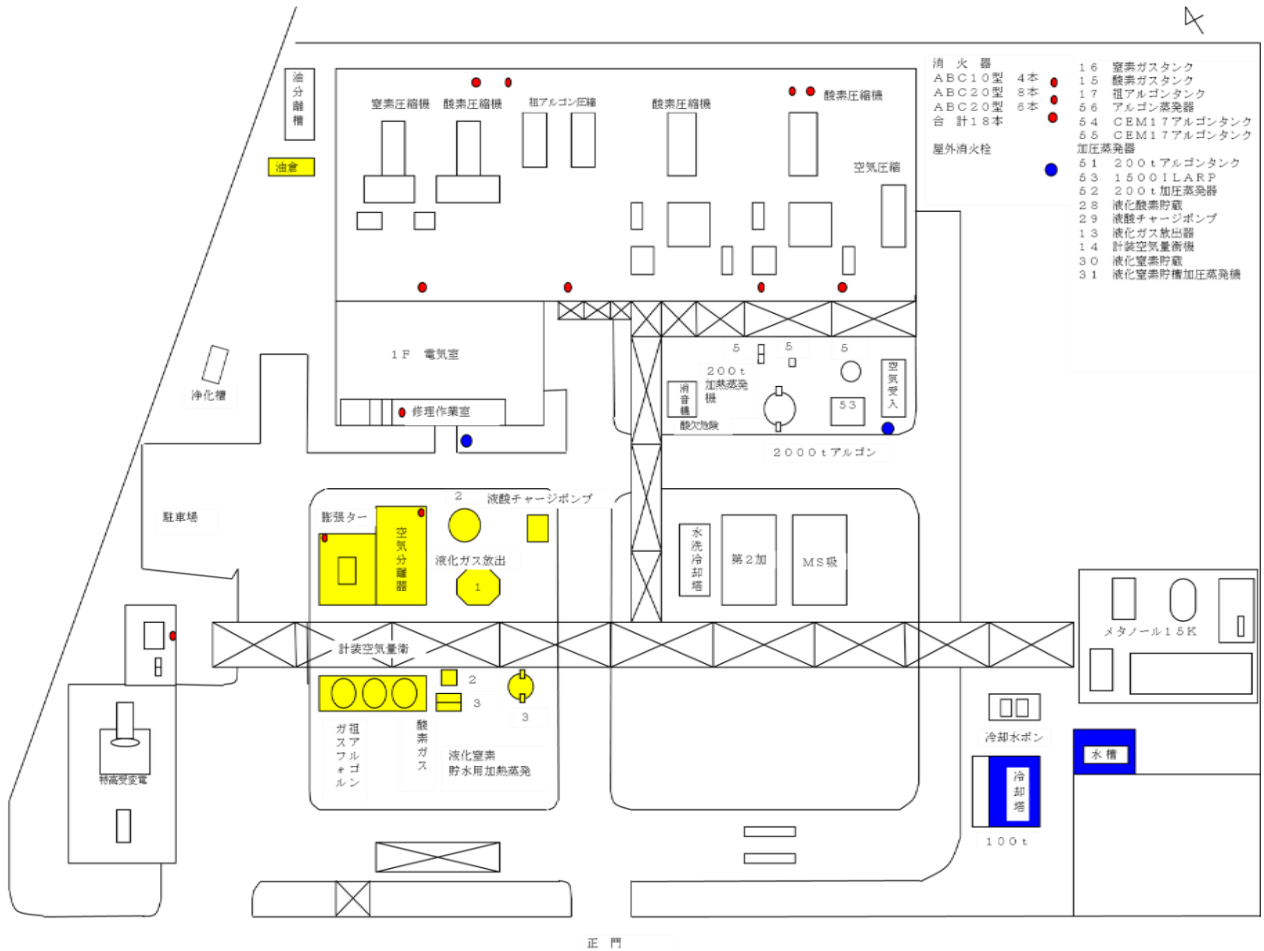 消 火 器
ABC10型 4本
ABC20型 8本
ABC20型 6本
合 計18本
屋外消火栓
16 窒素ガスタンク
15 酸素ガスタンク
17 祖アルゴンタンク
56 アルゴン蒸発器
54 CEM17アルゴンタンク
55 CEM17アルゴンタンク
加圧蒸発器
51 200tアルゴンタンク
53 1500ILARP
52 200t加圧蒸発器
28 液化酸素貯蔵
29 液酸チャージポンプ
13 液化ガス放出器
14 計装空気量衝機
30 液化窒素貯蔵
31 液化窒素貯槽加圧蒸発機
油分離槽
油倉
窒素圧縮機
酸素圧縮機
祖アルゴン圧縮
酸素圧縮機
酸素圧縮機
空気圧縮
1F 電気室
修理作業室
浄化槽
5
5
5
200t
加熱蒸発機
消音機
酸欠危険
53
空気受入
2000tアルゴン
駐車場
膨張ター
空気分離器
2
液酸チャージポンプ
液化ガス放出
1
水洗冷却塔
第2加
MS吸
メタノール15K
計装空気量衝
2
3
3
祖アルゴン
ガスフォルン
酸素ガス
液化窒素
貯水用加熱蒸発
特高受変電
冷却水ポン
水槽
冷却塔
100t
正 門